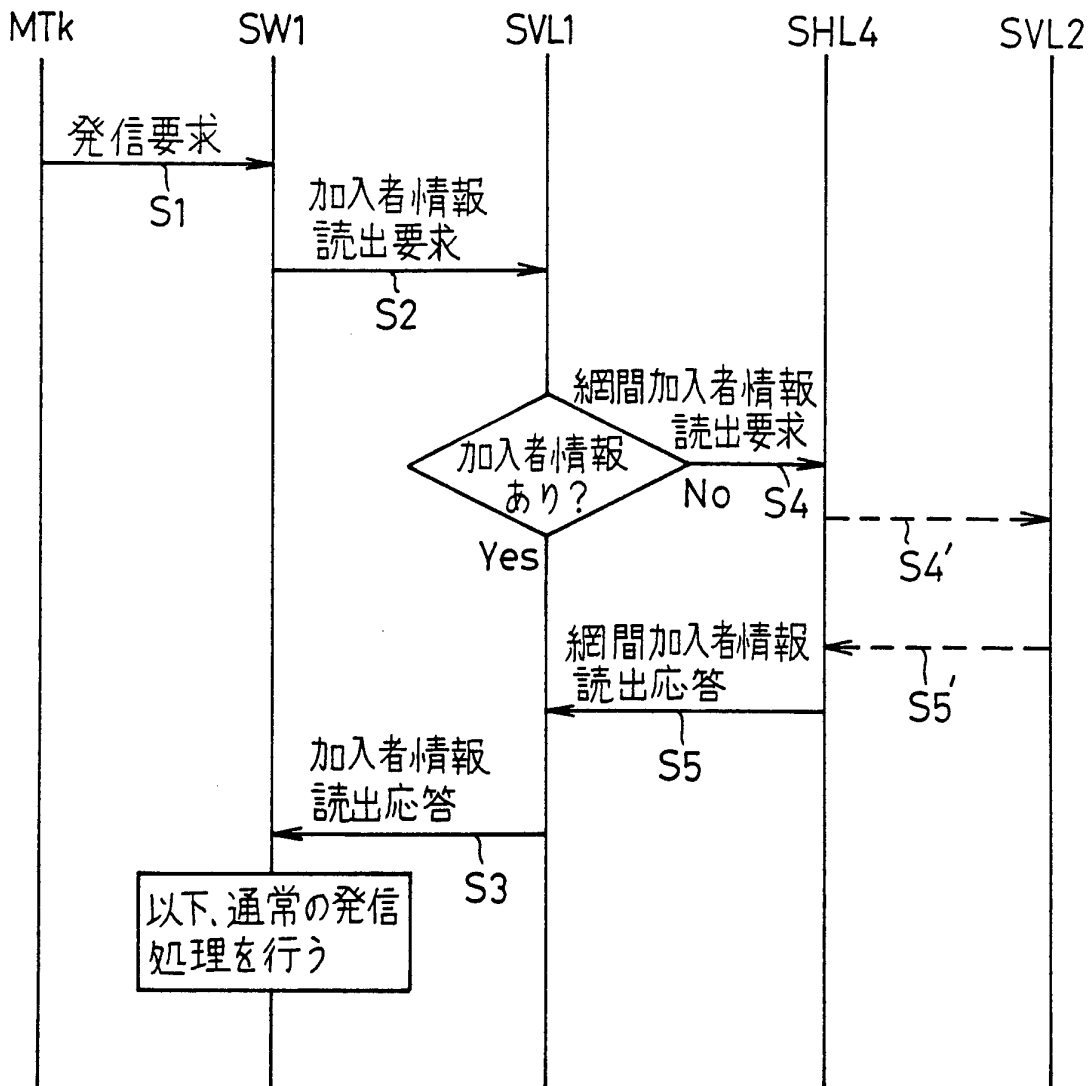 MTk
SW1
SVL1
SHL4
SVL2
発信要求
S1
加入者情報
読出要求
S2
網間加入者情報
読出要求
加入者情報
あり?
No
S4
Yes
S4'
網間加入者情報
読出応答
S5'
S5
加入者情報
読出応答
S3
以下、通常の発信
処理を行う